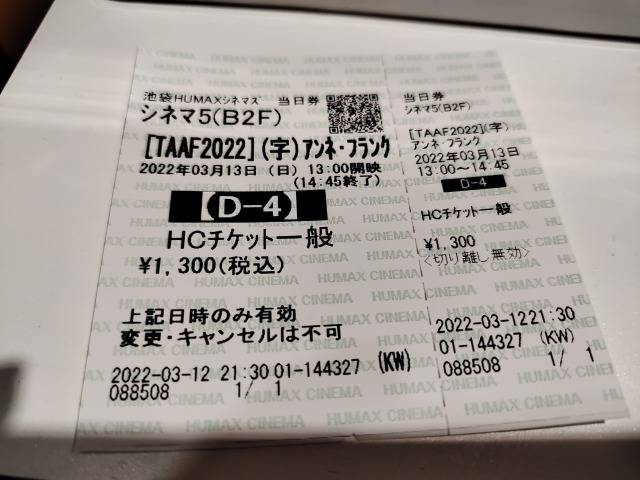 HUMAX CINEMA
池袋HUMAXシネマズ 当日券
シネマ5(B2F)
[TAAF2022](字)アンネ・フランク
2022年03月13日 (日) 13:00開映
(14:45終了)
【D-4】
HCチケット一般
¥1,300(税込)
上記日時のみ有効
変更・キャンセルは不可
2022-03-12 21:30 01-144327 (KW)
088508 1/ 1
当日券
シネマ5(B2F)
[TAAF2022](字)
アンネ・フランク
2022年03月13日
13:00~14:45
D-4
HCチケット一般
¥1,300
<切り離し無効>
2022-03-1221:30
01-144327 (KW)
088508 1/ 1